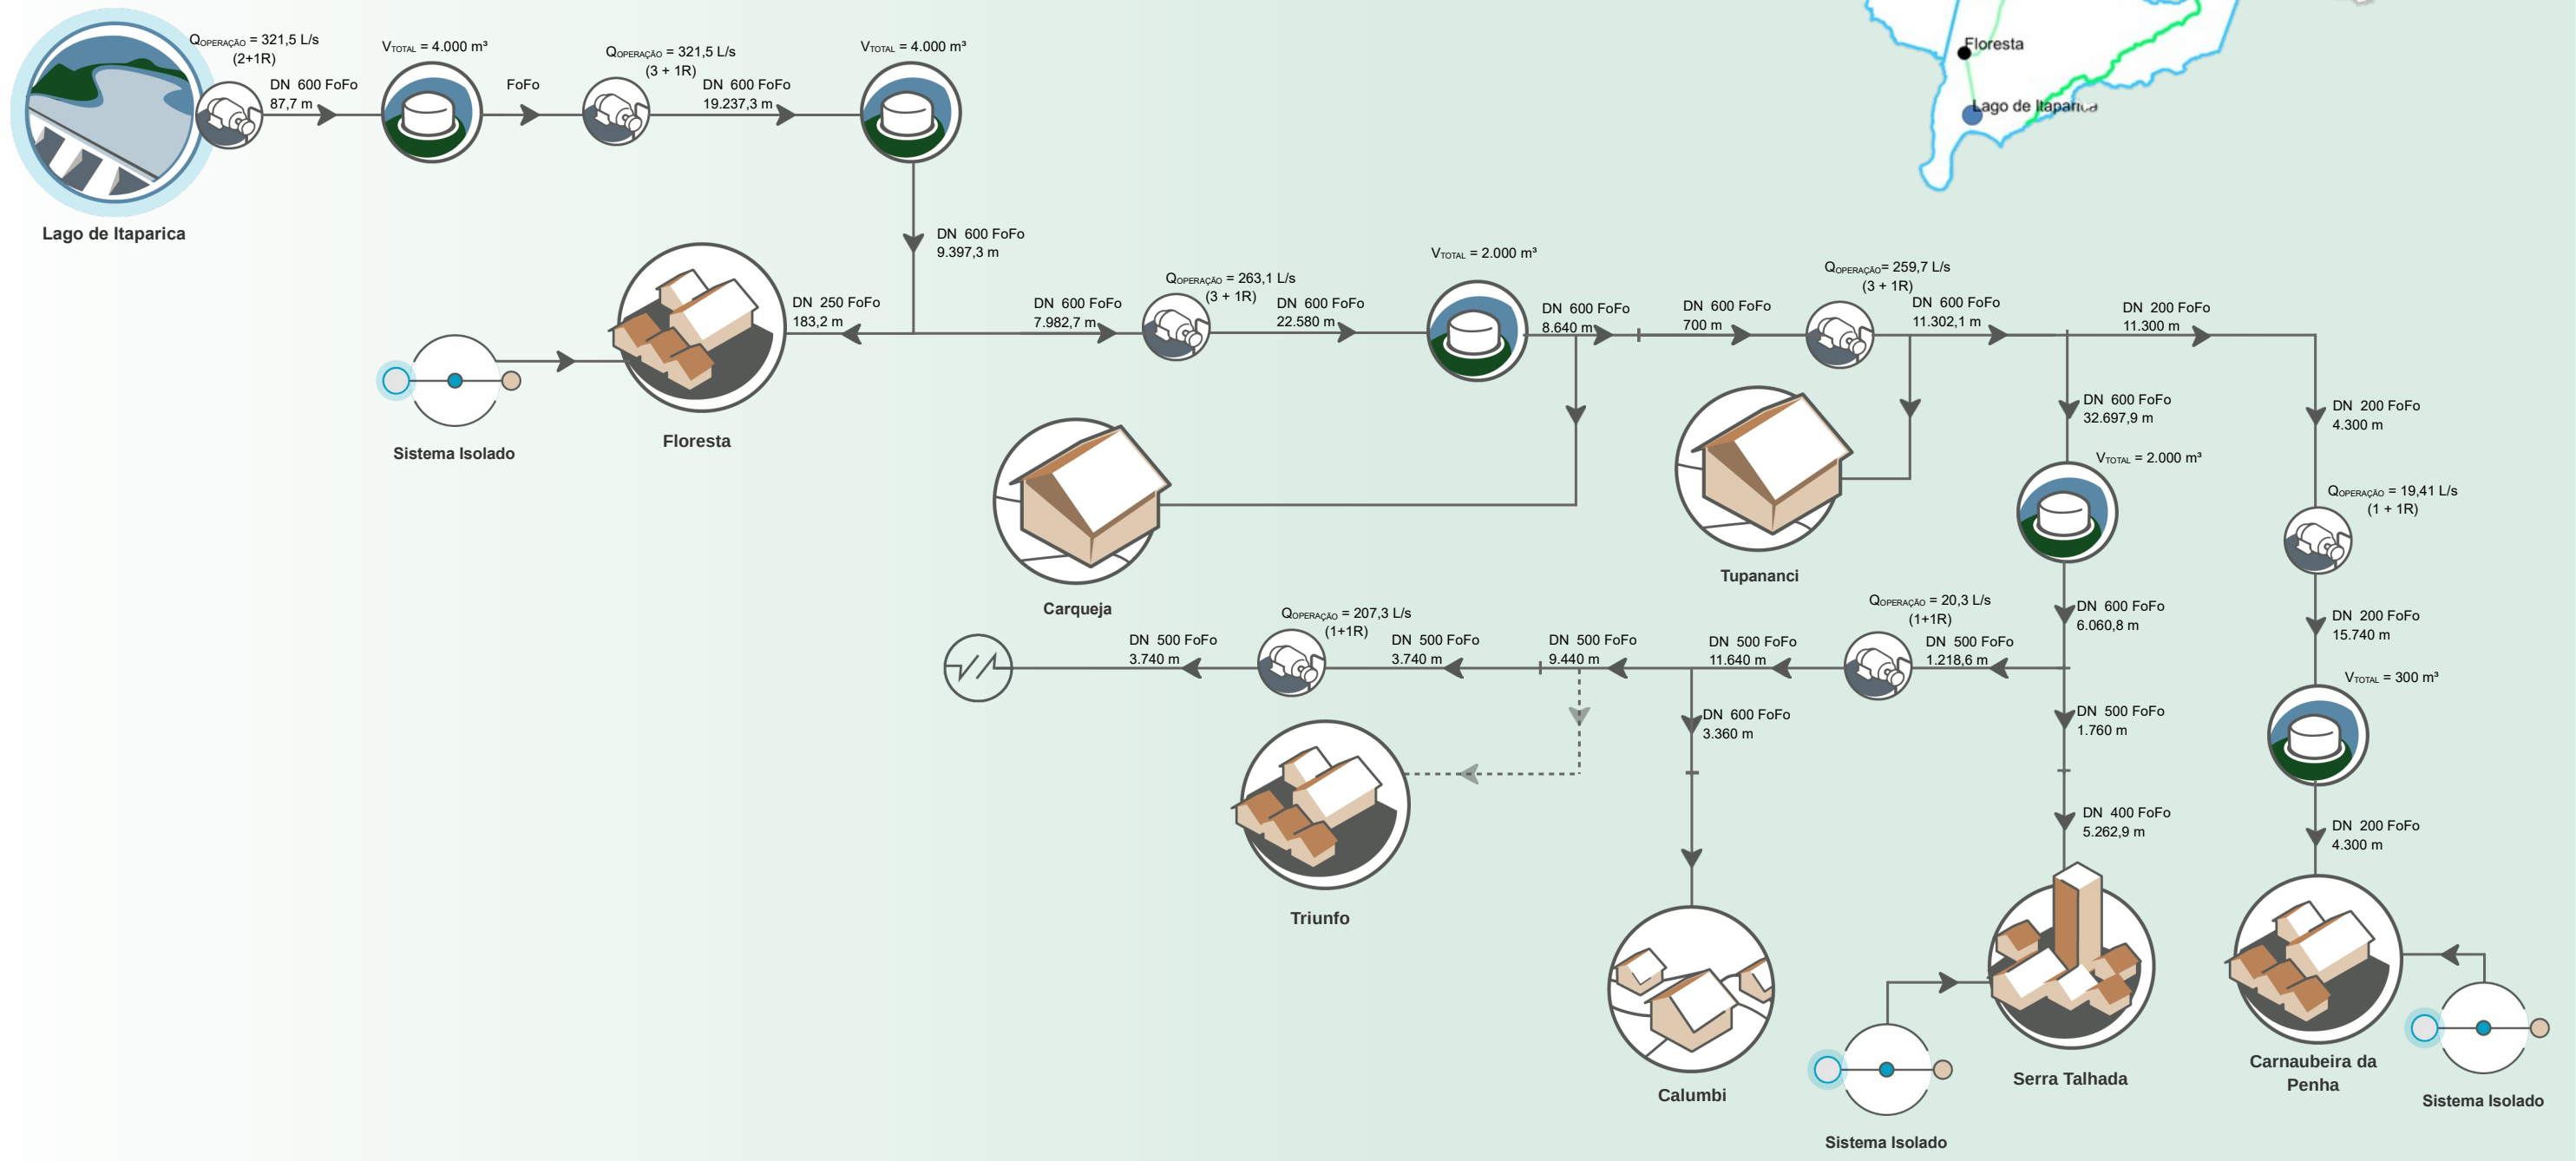 QOPERAÇÃO = 321,5 L/s
(2+1R)
DN 600 FoFo
87,7 m
VTOTAL = 4.000 m³
FoFo
QOPERAÇÃO = 321,5 L/s
(3 + 1R)
DN 600 FoFo
19.237,3 m
VTOTAL = 4.000 m³
Floresta
Lago de Itaparica
Lago de Itaparica
DN 600 FoFo
9.397,3 m
DN 250 FoFo
183,2 m
DN 600 FoFo
7.982,7 m
QOPERAÇÃO = 263,1 L/s
(3 + 1R)
DN 600 FoFo
22.580 m
VTOTAL = 2.000 m³
DN 600 FoFo
8.640 m
DN 600 FoFo
700 m
QOPERAÇÃO= 259,7 L/s
(3 + 1R)
DN 600 FoFo
11.302,1 m
DN 200 FoFo
11.300 m
DN 600 FoFo
32.697,9 m
DN 200 FoFo
4.300 m
Sistema Isolado
Floresta
VTOTAL = 2.000 m³
QOPERAÇÃO = 19,41 L/s
(1 + 1R)
Tupananci
Carqueja
QOPERAÇÃO = 207,3 L/s
(1+1R)
QOPERAÇÃO = 20,3 L/s
(1+1R)
DN 600 FoFo
6.060,8 m
DN 200 FoFo
15.740 m
DN 500 FoFo
3.740 m
DN 500 FoFo
3.740 m
DN 500 FoFo
9.440 m
DN 500 FoFo
11.640 m
DN 500 FoFo
1.218,6 m
VTOTAL = 300 m³
DN 600 FoFo
3.360 m
DN 500 FoFo
1.760 m
DN 400 FoFo
5.262,9 m
DN 200 FoFo
4.300 m
Triunfo
Calumbi
Serra Talhada
Carnaubeira da
Penha
Sistema Isolado
Sistema Isolado